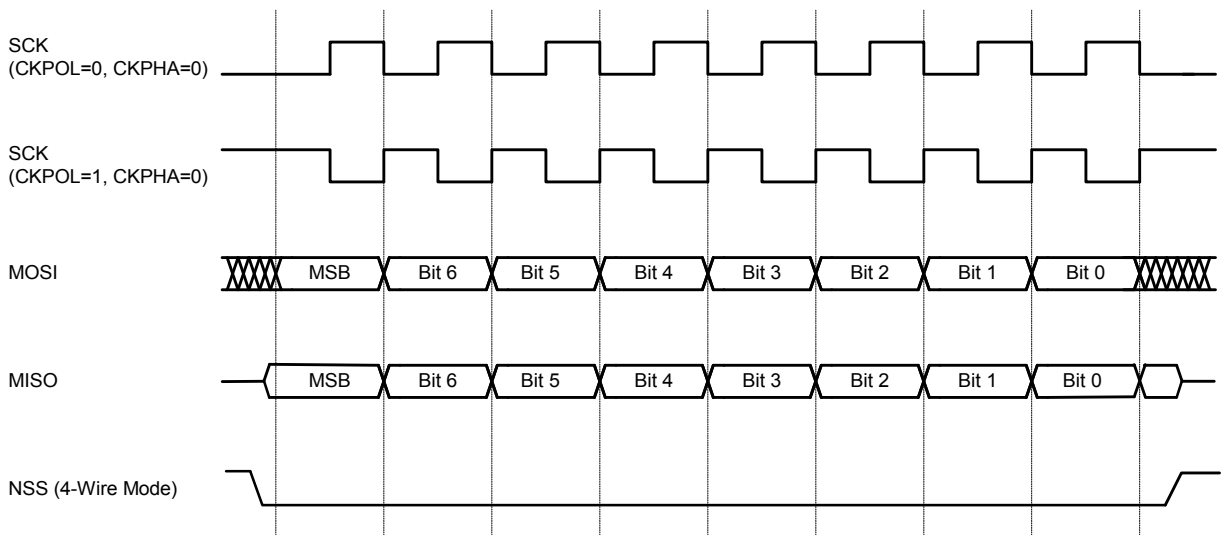 SCK
(CKPOL=0, CKPHA=0)
SCK
(CKPOL=1, CKPHA=0)
MOSI MSB Bit 6 Bit 5 Bit 4 Bit 3 Bit 2 Bit 1 Bit 0
MISO MSB Bit 6 Bit 5 Bit 4 Bit 3 Bit 2 Bit 1 Bit 0
NSS (4-Wire Mode)